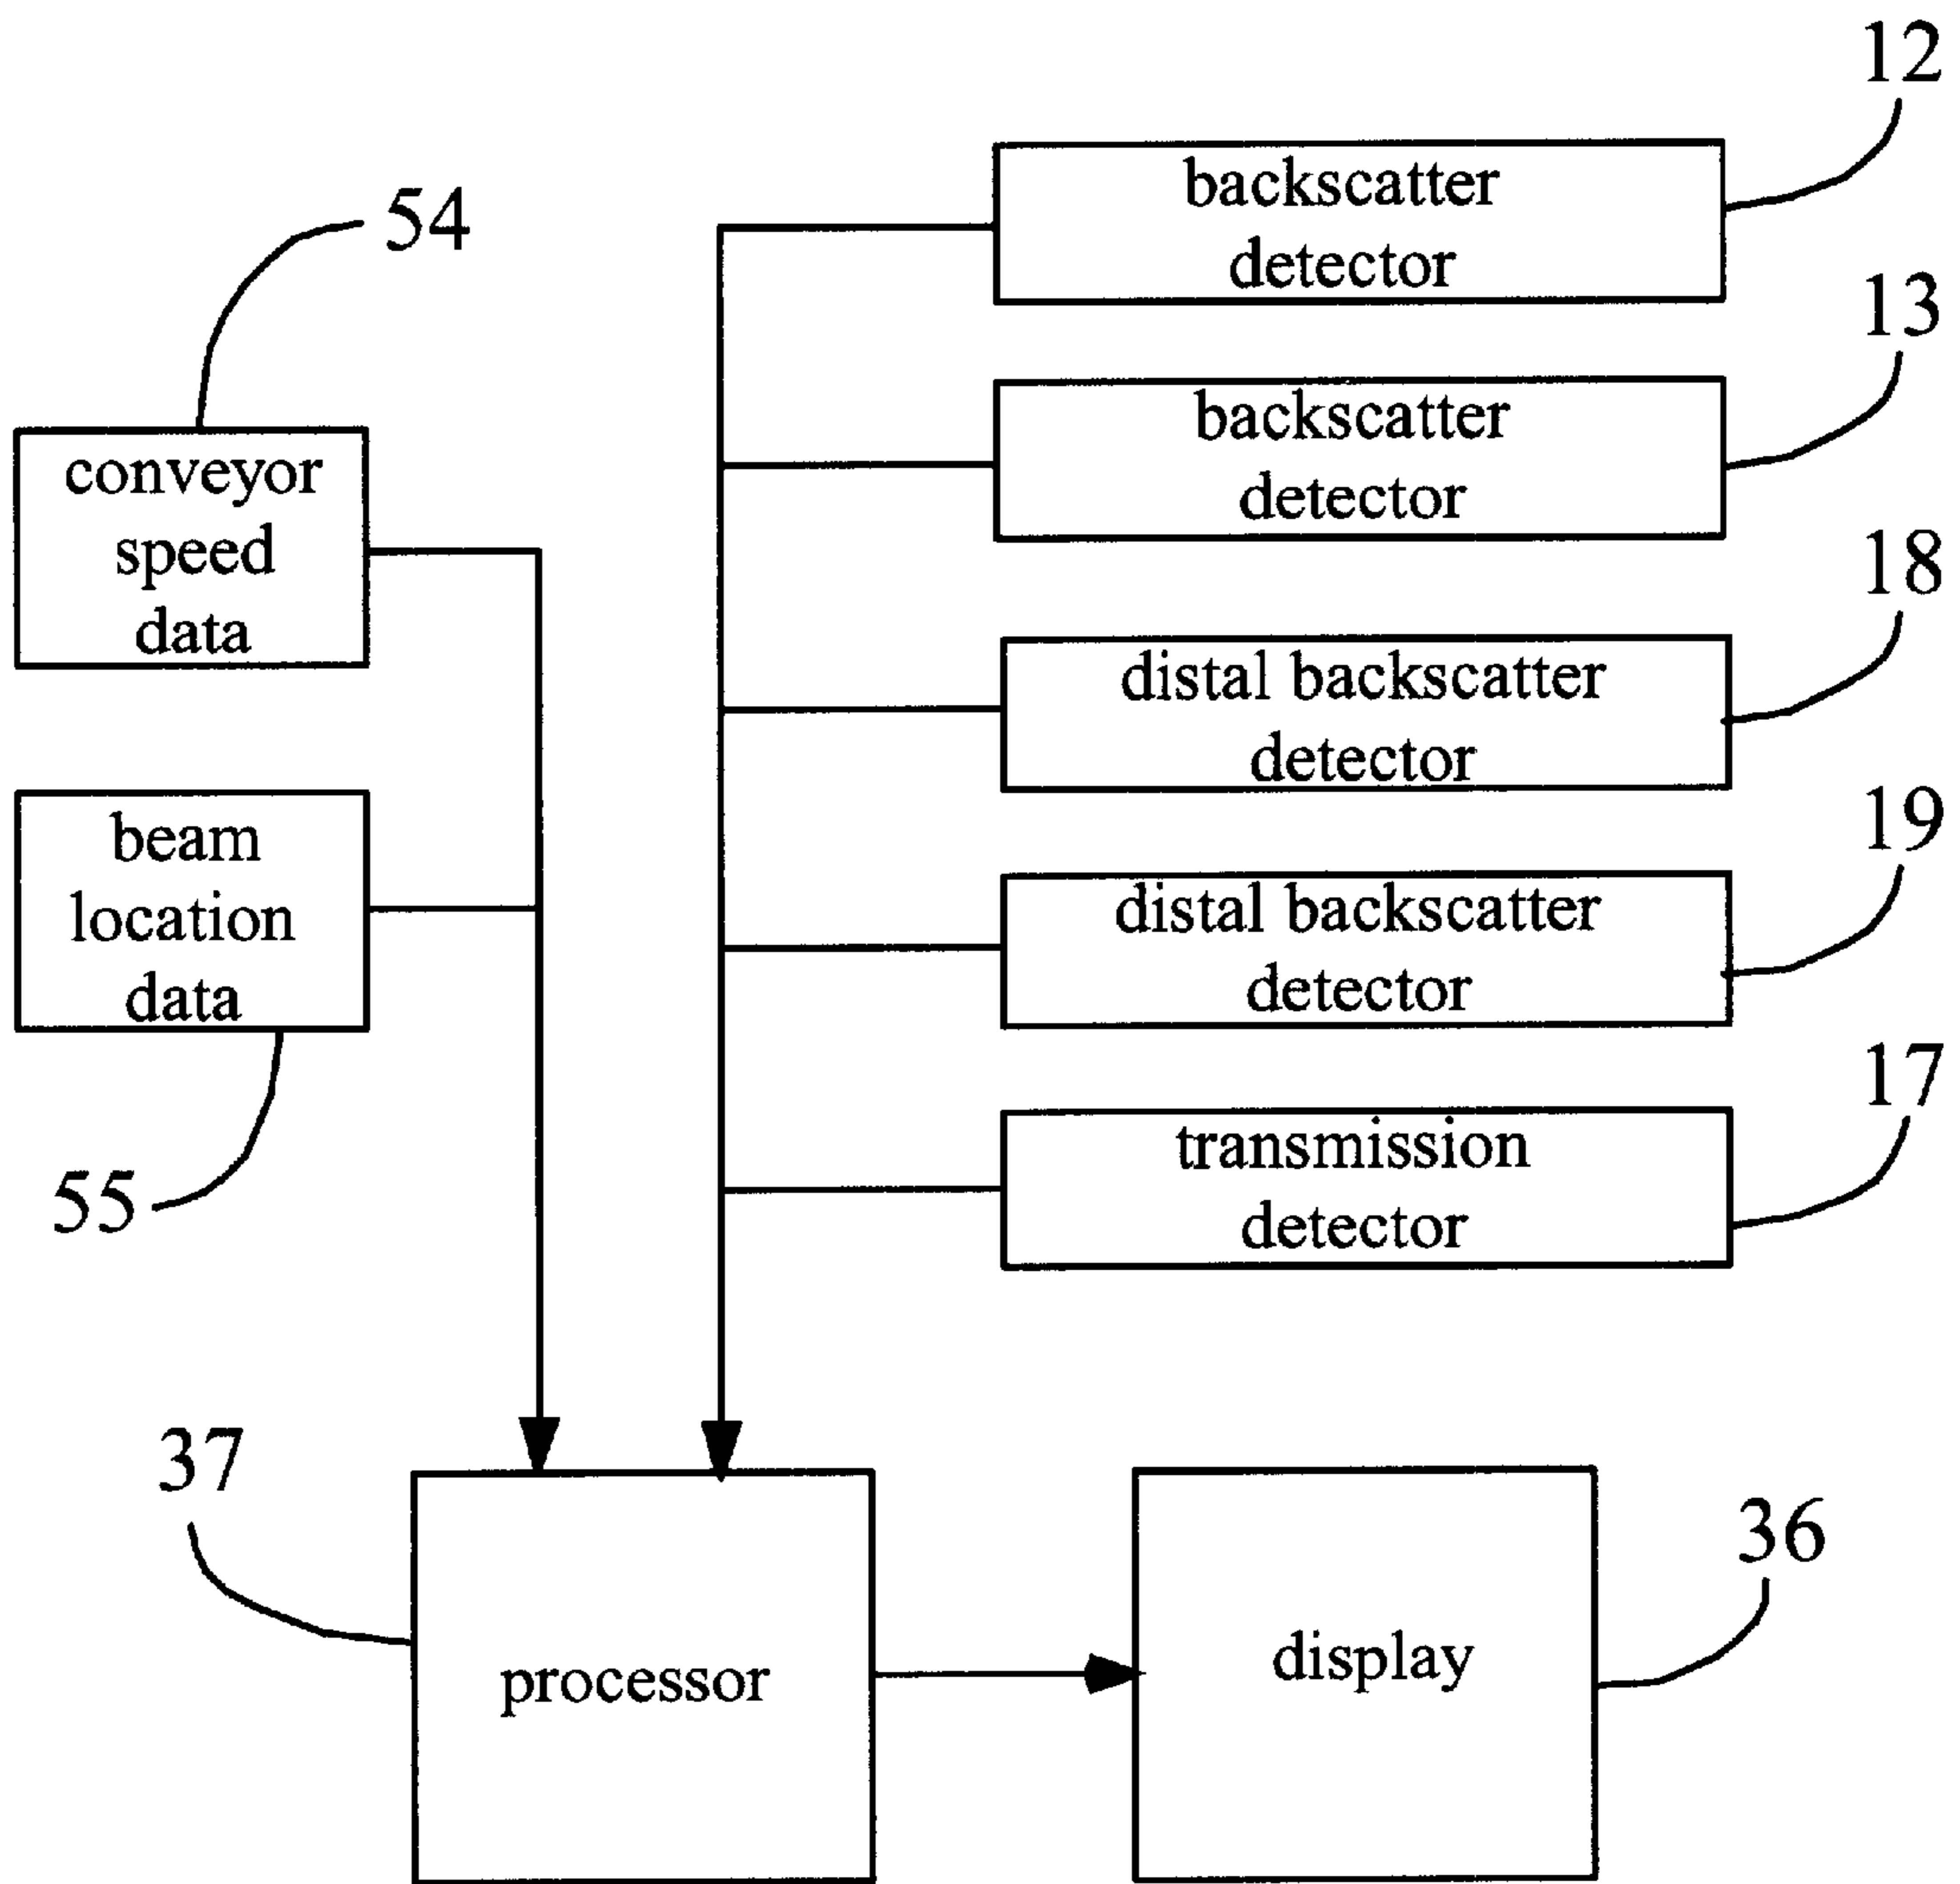 12
backscatter
detector
54
13
backscatter
detector
conveyor
speed
data
18
distal backscatter
detector
19
beam
location
data
distal backscatter
detector
17
55
transmission
detector
37
processor
36
display